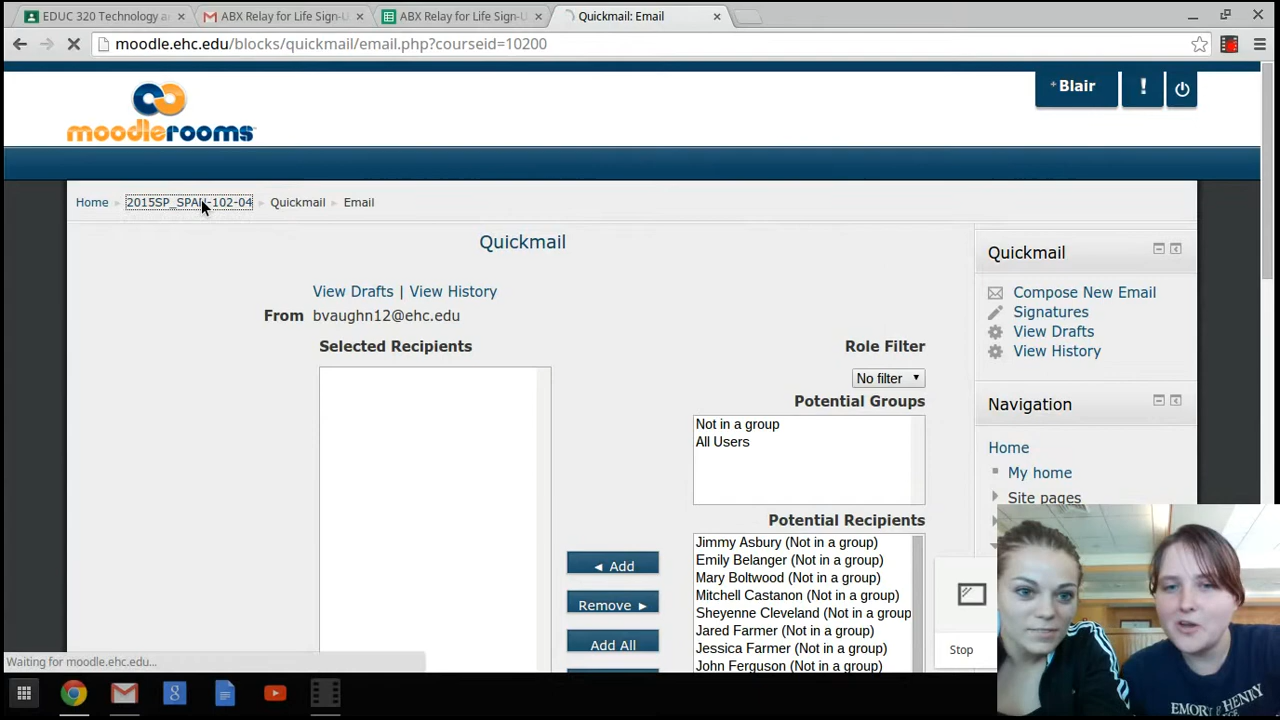 EDUC 320 Technology an
ABX Relay for Life Sign-U
ABX Relay for Life Sign-U
Quickmail: Email
moodle.ehc.edu/blocks/quickmail/email.php?courseid=10200
moodlerooms
Blair
!
Home
2015SP_SPAN-102-04
Quickmail
Email
Quickmail
View Drafts | View History
From bvaughn12@ehc.edu
Selected Recipients
Role Filter
No filter
Potential Groups
Not in a group
All Users
Potential Recipients
Jimmy Asbury (Not in a group)
Emily Belanger (Not in a group)
Mary Boltwood (Not in a group)
Mitchell Castanon (Not in a group)
Sheyenne Cleveland (Not in a group)
Jared Farmer (Not in a group)
Jessica Farmer (Not in a group)
John Ferguson (Not in a group)
◄ Add
Remove ►
Add All
Quickmail
Compose New Email
Signatures
View Drafts
View History
Navigation
Home
My home
Site pages
Stop
Waiting for moodle.ehc.edu...
EMORY & HENRY